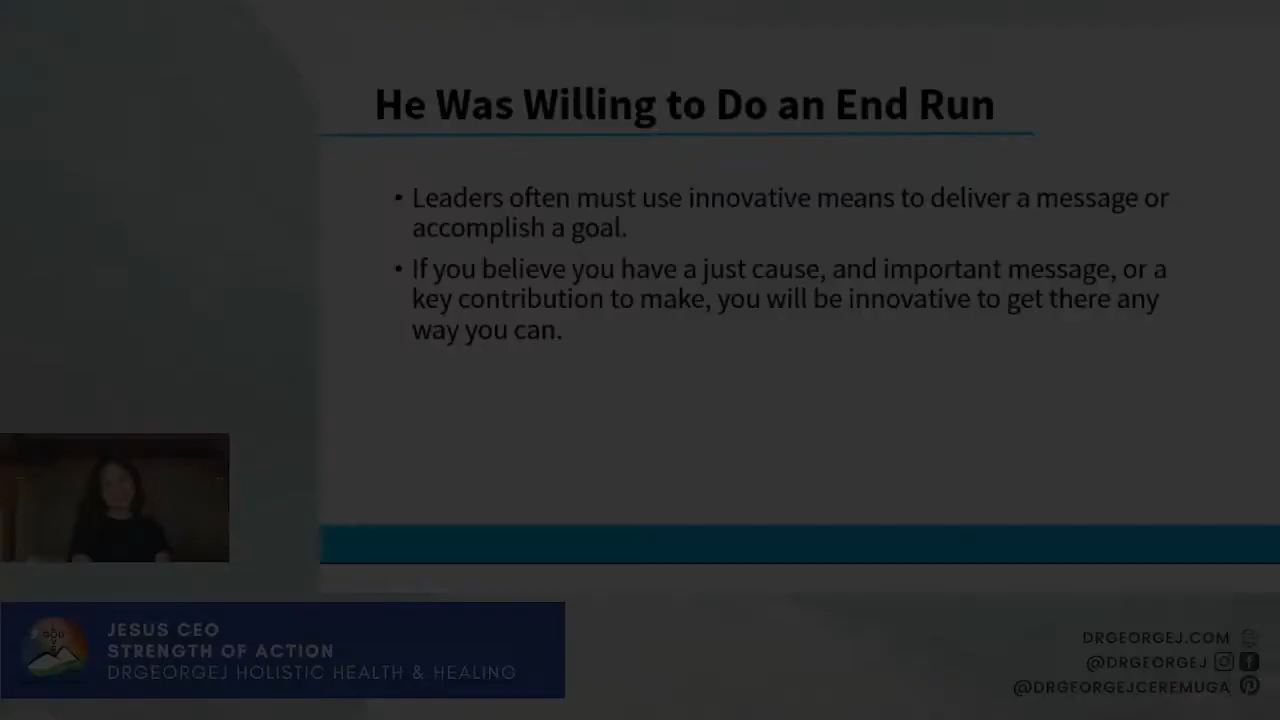 He Was Willing to Do an End Run
• Leaders often must use innovative means to deliver a message or
accomplish a goal.
• If you believe you have a just cause, and important message, or a
key contribution to make, you will be innovative to get there any
way you can.
JESUS CEO
STRENGTH OF ACTION
DRGEORGEJ HOLISTIC HEALTH & HEALING
DRGEORGEJ.COM
@DRGEORGEJ
@DRGEORGEJCEREMUGA